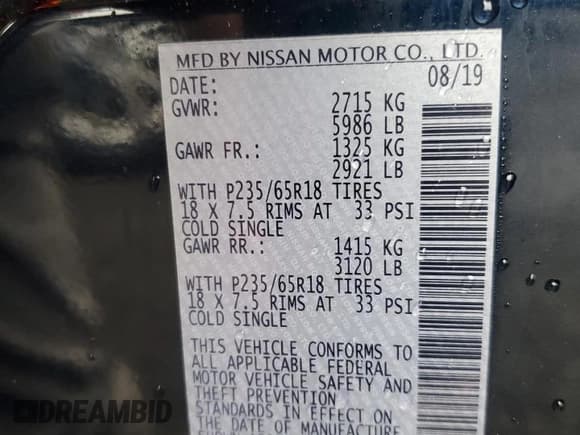 MFD BY NISSAN MOTOR CO., LTD.
DATE: 08/19
GVWR: 2715 KG
5986 LB
GAWR FR.: 1325 KG
2921 LB
WITH P235/65R18 TIRES
18 X 7.5 RIMS AT 33 PSI
COLD SINGLE
GAWR RR.: 1415 KG
3120 LB
WITH P235/65R18 TIRES
18 X 7.5 RIMS AT 33 PSI
COLD SINGLE
THIS VEHICLE CONFORMS TO
ALL APPLICABLE FEDERAL
MOTOR VEHICLE SAFETY AND
THEFT PREVENTION
STANDARDS IN EFFECT ON
THE DATE OF MANUFACTURE
DREAMBID